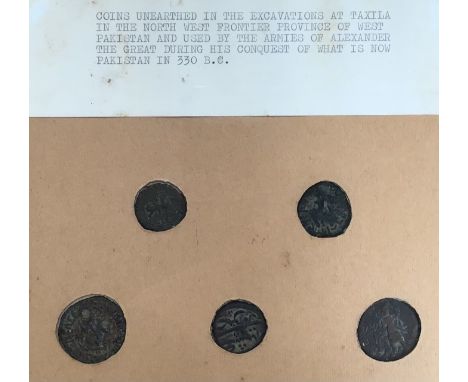 COINS UNEARTHED IN THE EXCAVATIONS AT TAXILA
IN THE NORTH WEST FRONTIER PROVINCE OF WEST
PAKISTAN AND USED BY THE ARMIES OF ALEXANDER
THE GREAT DURING HIS CONQUEST OF WHAT IS NOW
PAKISTAN IN 330 B.C.